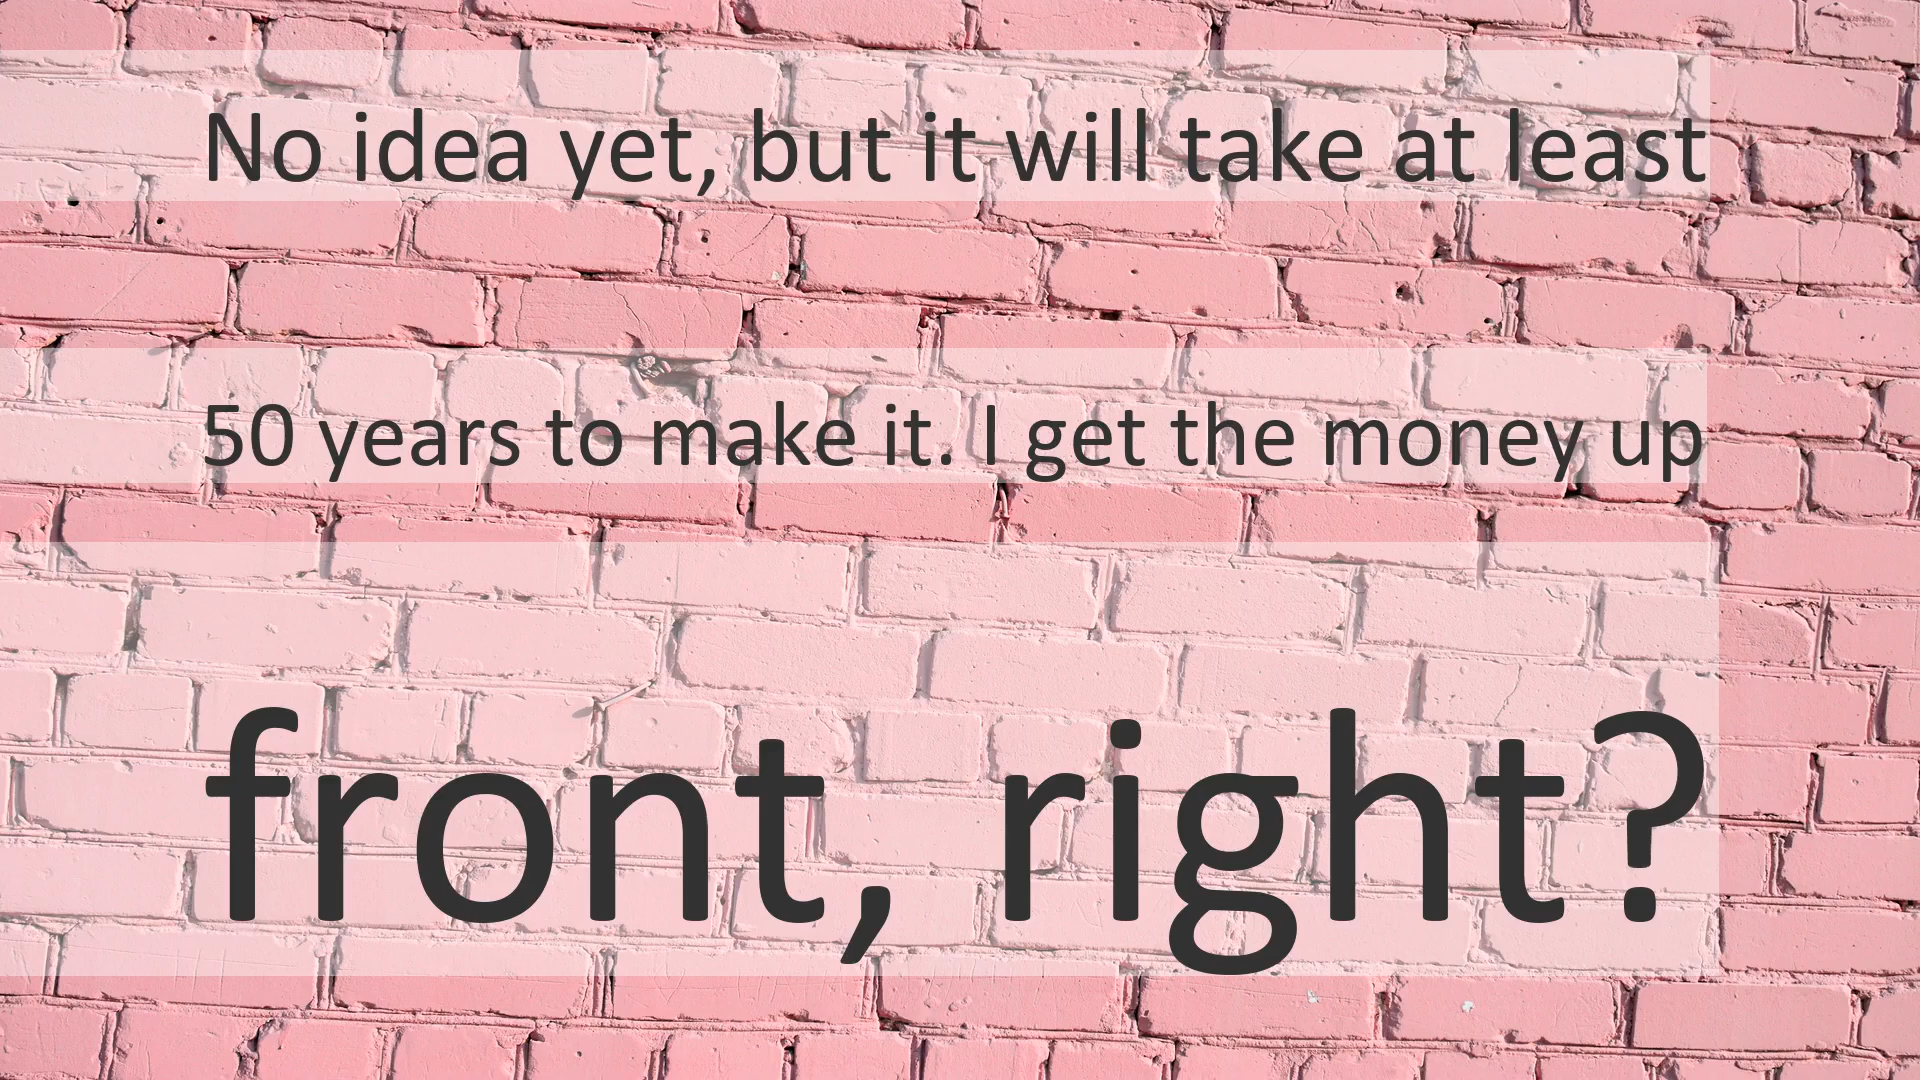 No idea yet, but it will take at least
50 years to make it. I get the money up
front, right?